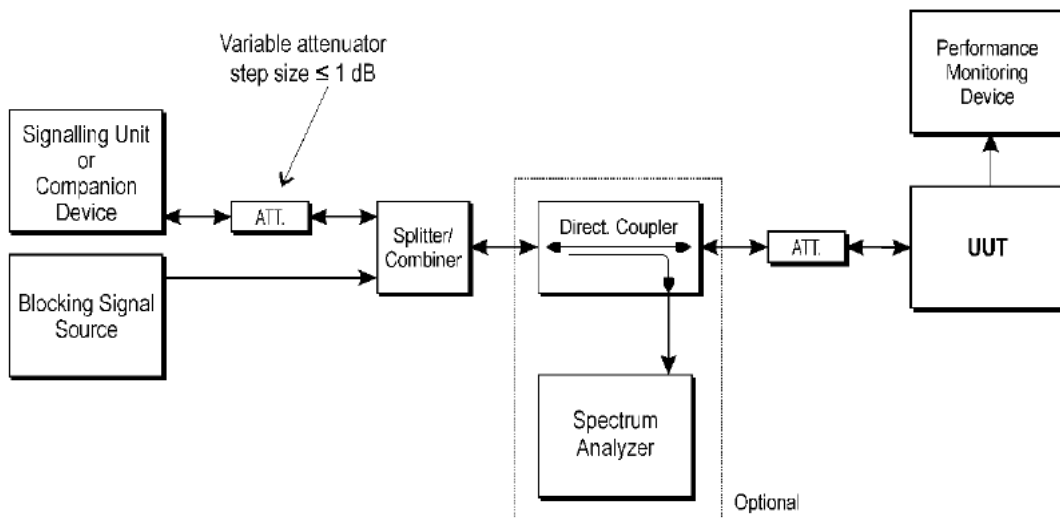 Variable attenuator
step size ≤ 1 dB
Performance
Monitoring
Device
Signalling Unit
or
Companion
Device
ATT.
Splitter/
Combiner
Direct. Coupler
ATT.
UUT
Blocking Signal
Source
Spectrum
Analyzer
Optional